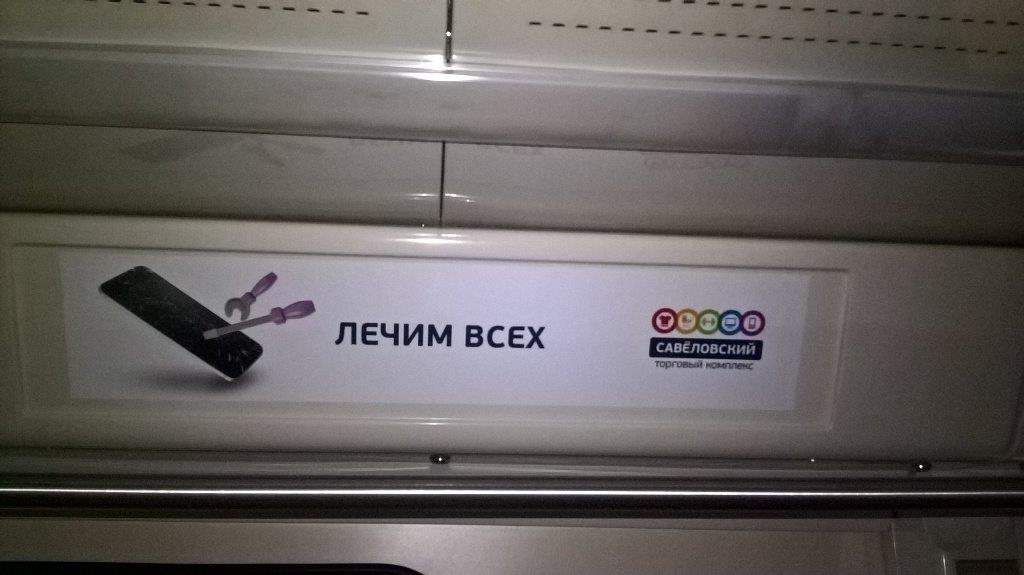 ЛЕЧИМ ВСЕХ
САВЁЛОВСКИЙ
торговый комплекс